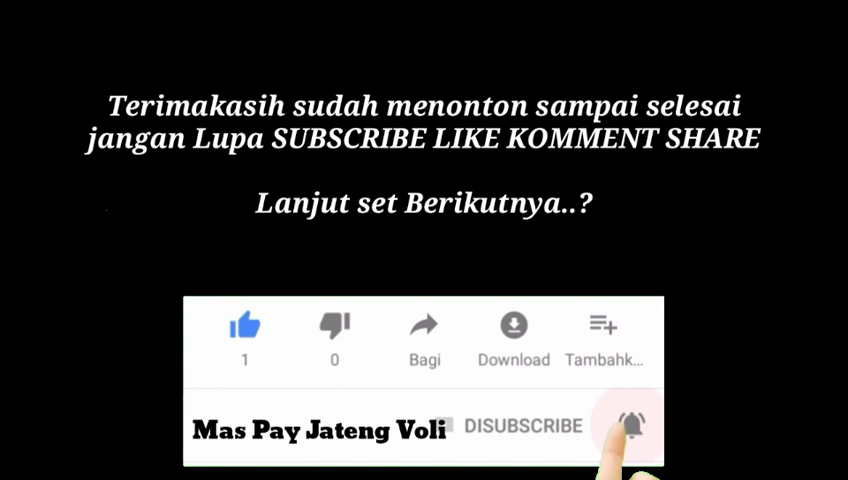 Terimakasih sudah menonton sampai selesai
jangan Lupa SUBSCRIBE LIKE KOMMENT SHARE
Lanjut set Berikutnya..?
1 0 Bagi Download Tambahk...
Mas Pay Jateng Voli DISUBSCRIBE